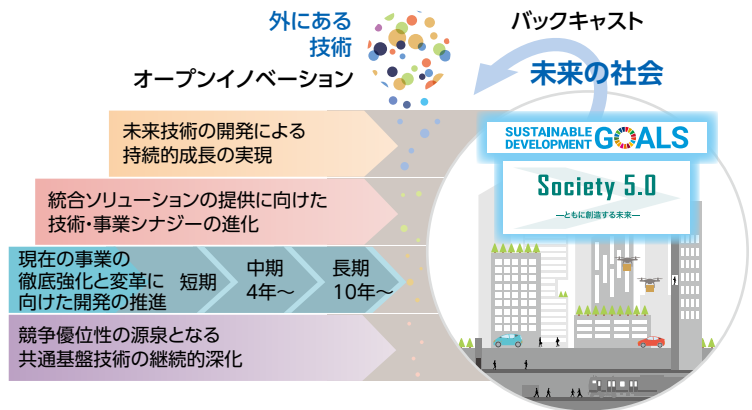 外にある
技術
オープンイノベーション
バックキャスト
未来の社会
未来技術の開発による
持続的成長の実現
統合ソリューションの提供に向けた
技術・事業シナジーの進化
現在の事業の
徹底強化と変革に
向けた開発の推進
短期
中期
4年～
長期
10年～
競争優位性の源泉となる
共通基盤技術の継続的深化
SUSTAINABLE
DEVELOPMENT
GOALS
Society 5.0
―ともに創造する未来―